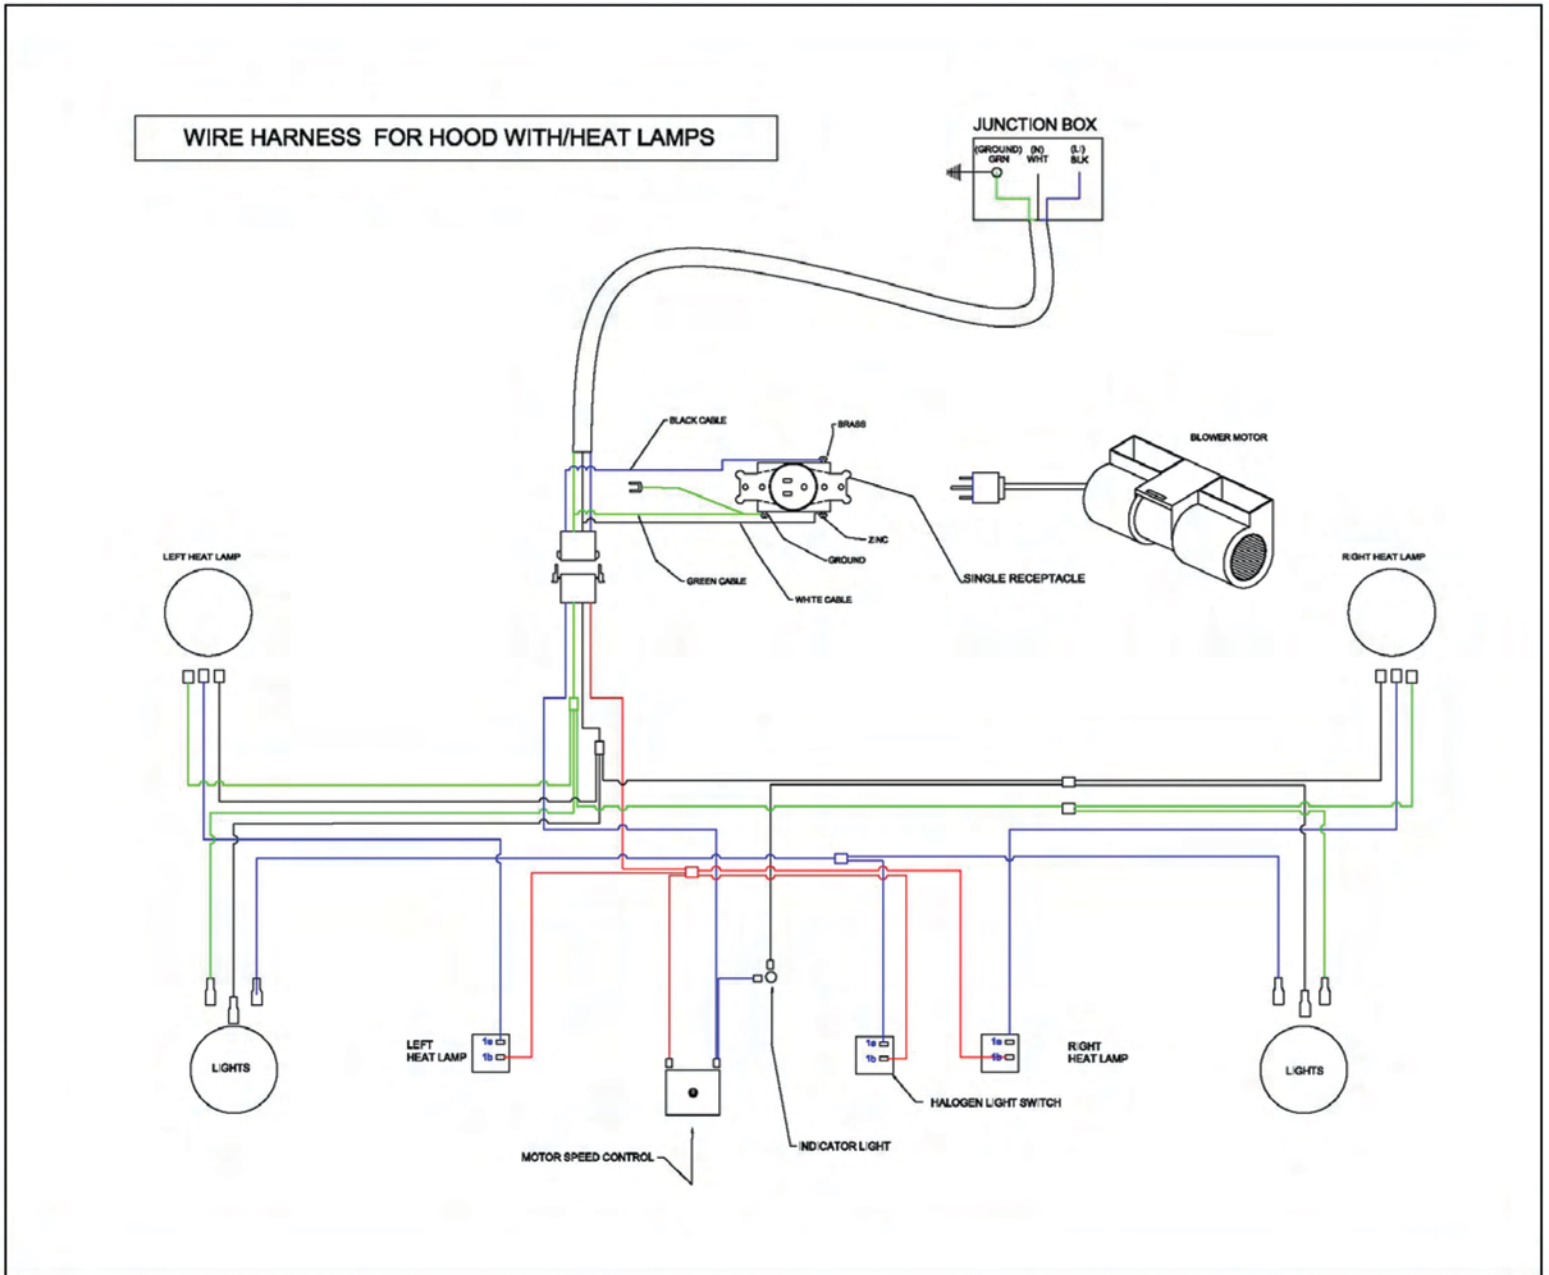 WIRE HARNESS FOR HOOD WITH/HEAT LAMPS
JUNCTION BOX
(GROUND) (N) (L1)
GRN WHT BLK
BLACK CABLE
BRASS
BLOWER MOTOR
ZINC
GROUND
SINGLE RECEPTACLE
GREEN CABLE
WHITE CABLE
LEFT HEAT LAMP
RIGHT HEAT LAMP
LEFT
HEAT LAMP
1a
1b
1a
1b
1a
1b
RIGHT
HEAT LAMP
LIGHTS
LIGHTS
HALOGEN LIGHT SWITCH
INDICATOR LIGHT
MOTOR SPEED CONTROL